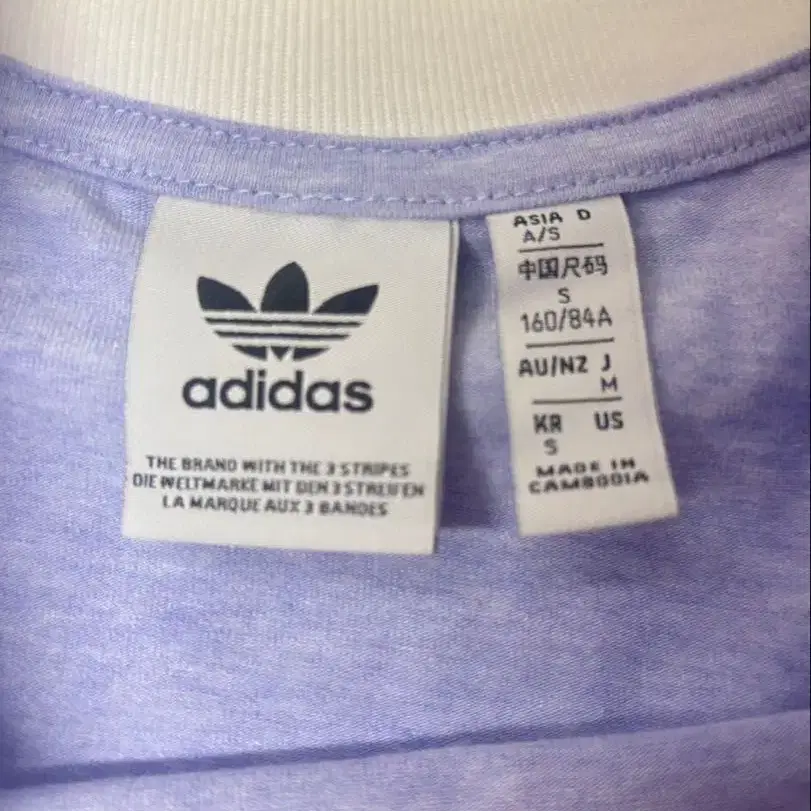 adidas
THE BRAND WITH THE 3 STRIPES
DIE WELTMARKE MIT DEN 3 STREIFEN
LA MARQUE AUX 3 BANDES
ASIA D
A/S
中国尺码
S
160/84A
AU/NZ J
M
KR US
S
MADE IN
CAMBODIA